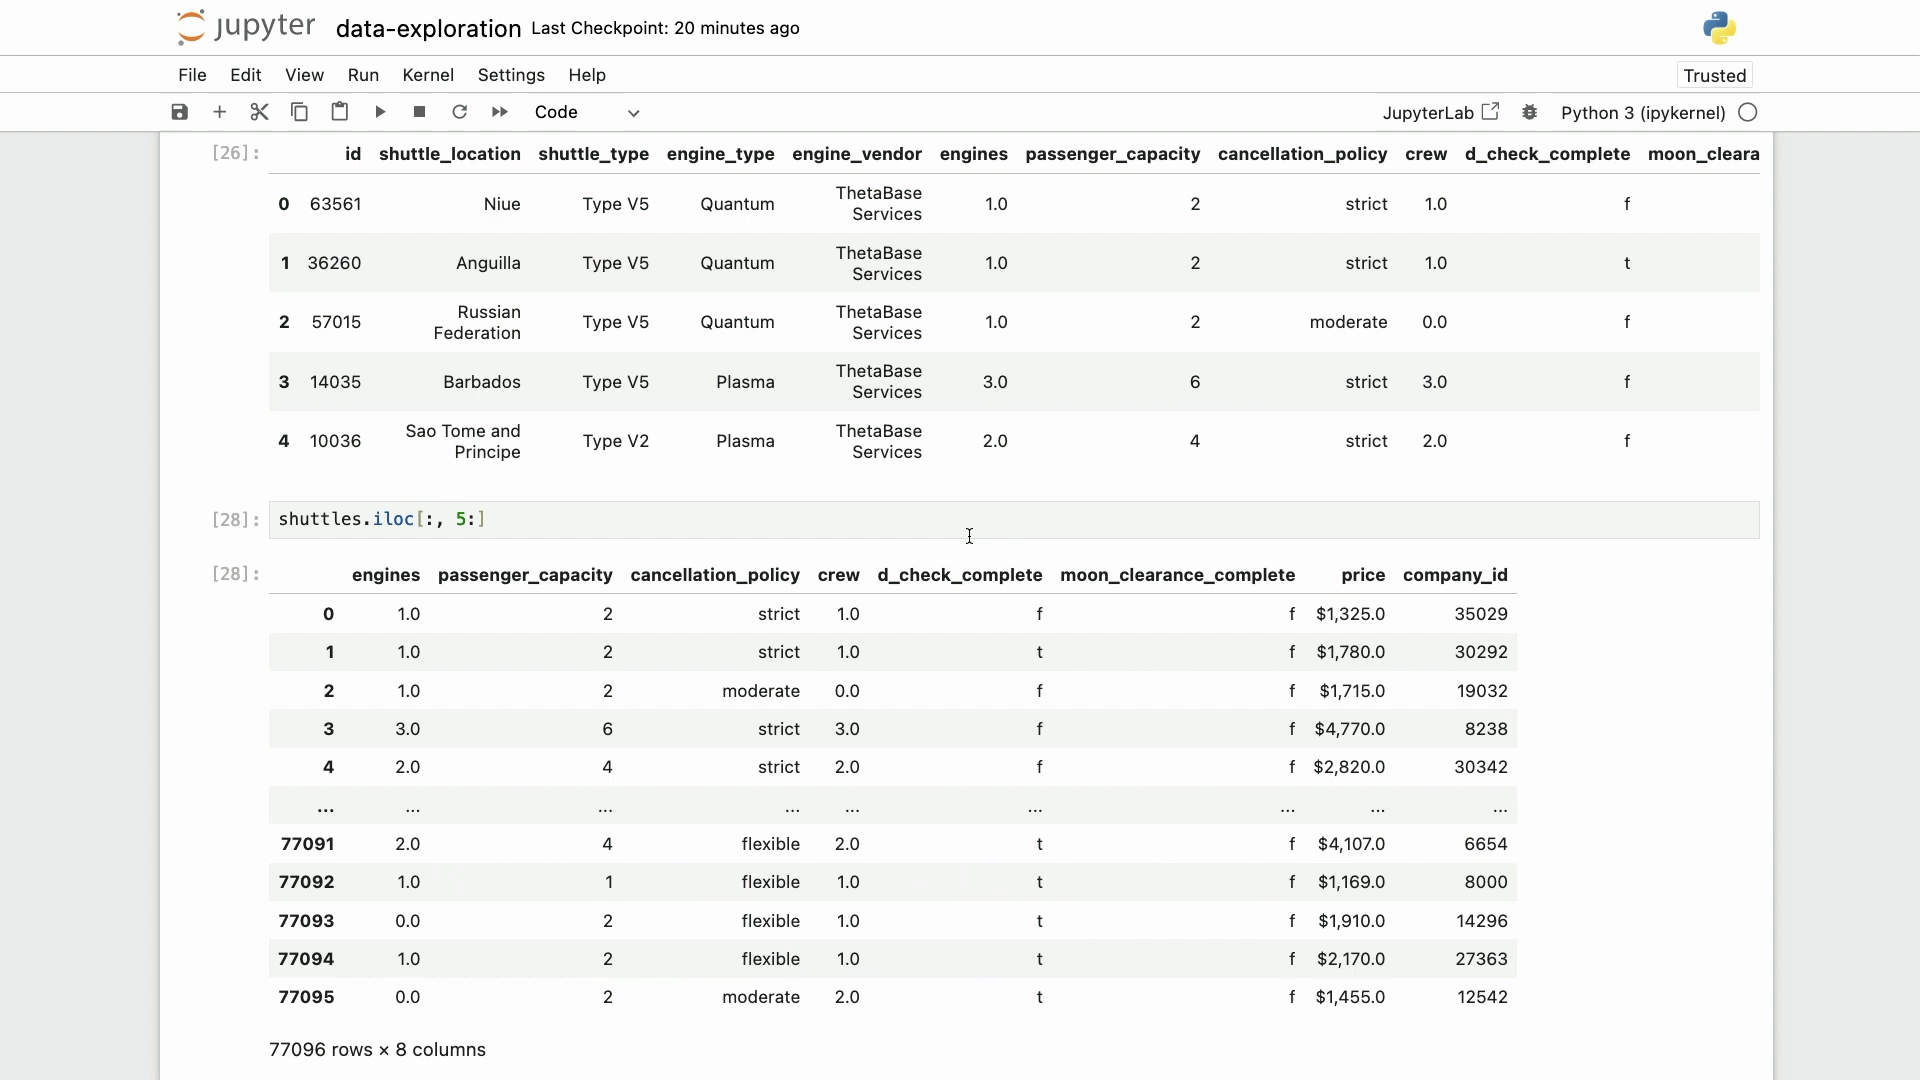 jupyter data-exploration Last Checkpoint: 20 minutes ago
File Edit View Run Kernel Settings Help Trusted
Code JupyterLab Python 3 (ipykernel)
[26]: id shuttle_location shuttle_type engine_type engine_vendor engines passenger_capacity cancellation_policy crew d_check_complete moon_cleara
0 63561 Niue Type V5 Quantum ThetaBase Services 1.0 2 strict 1.0 f
1 36260 Anguilla Type V5 Quantum ThetaBase Services 1.0 2 strict 1.0 t
2 57015 Russian Federation Type V5 Quantum ThetaBase Services 1.0 2 moderate 0.0 f
3 14035 Barbados Type V5 Plasma ThetaBase Services 3.0 6 strict 3.0 f
4 10036 Sao Tome and Principe Type V2 Plasma ThetaBase Services 2.0 4 strict 2.0 f
[28]: shuttles.iloc[:, 5:]
[28]: engines passenger_capacity cancellation_policy crew d_check_complete moon_clearance_complete price company_id
0 1.0 2 strict 1.0 f f $1,325.0 35029
1 1.0 2 strict 1.0 t f $1,780.0 30292
2 1.0 2 moderate 0.0 f f $1,715.0 19032
3 3.0 6 strict 3.0 f f $4,770.0 8238
4 2.0 4 strict 2.0 f f $2,820.0 30342
... ... ... ... ... ... ... ... ...
77091 2.0 4 flexible 2.0 t f $4,107.0 6654
77092 1.0 1 flexible 1.0 t f $1,169.0 8000
77093 0.0 2 flexible 1.0 t f $1,910.0 14296
77094 1.0 2 flexible 1.0 t f $2,170.0 27363
77095 0.0 2 moderate 2.0 t f $1,455.0 12542
77096 rows × 8 columns